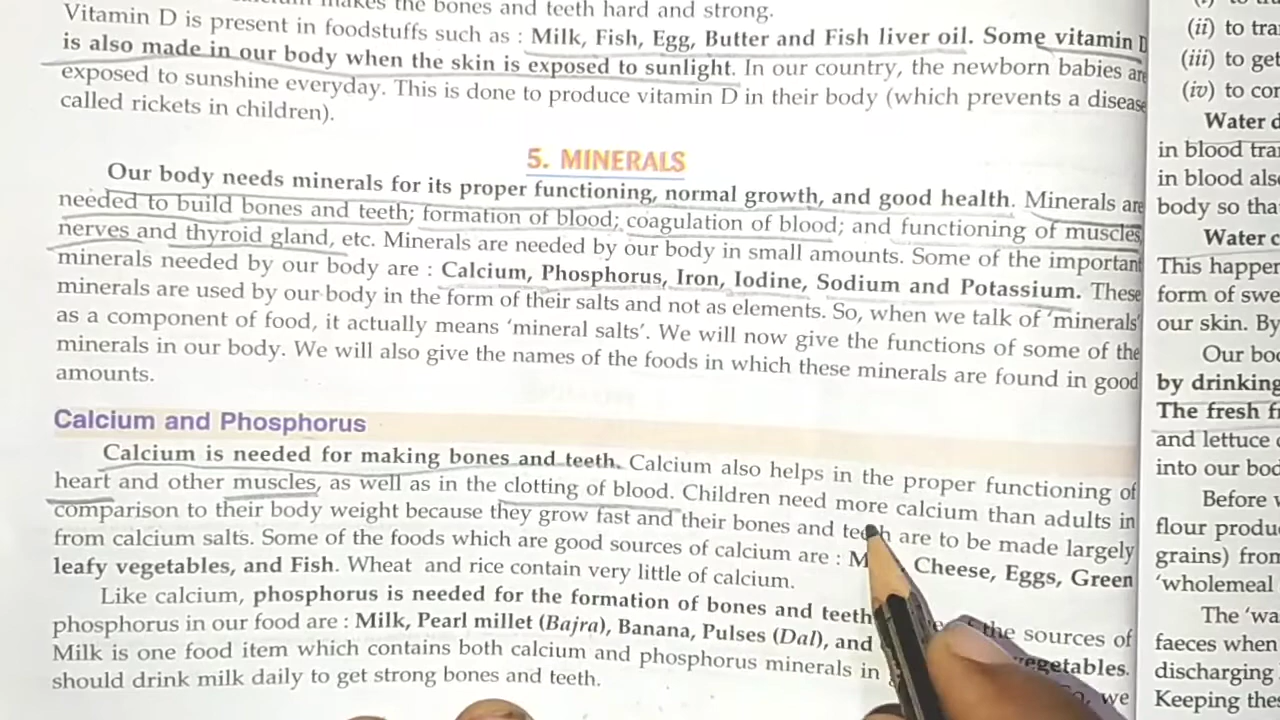 makes the bones and teeth hard and strong.
Vitamin D is present in foodstuffs such as : Milk, Fish, Egg, Butter and Fish liver oil. Some vitamin D
is also made in our body when the skin is exposed to sunlight. In our country, the newborn babies are
exposed to sunshine everyday. This is done to produce vitamin D in their body (which prevents a disease
called rickets in children).
5. MINERALS
Our body needs minerals for its proper functioning, normal growth, and good health. Minerals are
needed to build bones and teeth; formation of blood; coagulation of blood; and functioning of muscles,
nerves and thyroid gland, etc. Minerals are needed by our body in small amounts. Some of the important
minerals needed by our body are : Calcium, Phosphorus, Iron, Iodine, Sodium and Potassium. These
minerals are used by our body in the form of their salts and not as elements. So, when we talk of 'minerals'
as a component of food, it actually means 'mineral salts'. We will now give the functions of some of the
minerals in our body. We will also give the names of the foods in which these minerals are found in good
amounts.
Calcium and Phosphorus
Calcium is needed for making bones and teeth. Calcium also helps in the proper functioning of
heart and other muscles, as well as in the clotting of blood. Children need more calcium than adults in
comparison to their body weight because they grow fast and their bones and teeth are to be made largely
from calcium salts. Some of the foods which are good sources of calcium are : Cheese, Eggs, Green
leafy vegetables, and Fish. Wheat and rice contain very little of calcium.
Like calcium, phosphorus is needed for the formation of bones and teeth the sources of
phosphorus in our food are : Milk, Pearl millet (Bajra), Banana, Pulses (Dal), and vegetables.
Milk is one food item which contains both calcium and phosphorus minerals in So, we
should drink milk daily to get strong bones and teeth.
(ii) to tra
(iii) to get
(iv) to con
Water d
in blood tra
in blood als
body so tha
Water
This happen
form of swe
our skin. By
Our bod
by drinking
The fresh f
and lettuce
into our bod
Before
flour produ
grains) from
'wholemeal
The 'wa
faeces when
discharging
Keeping the